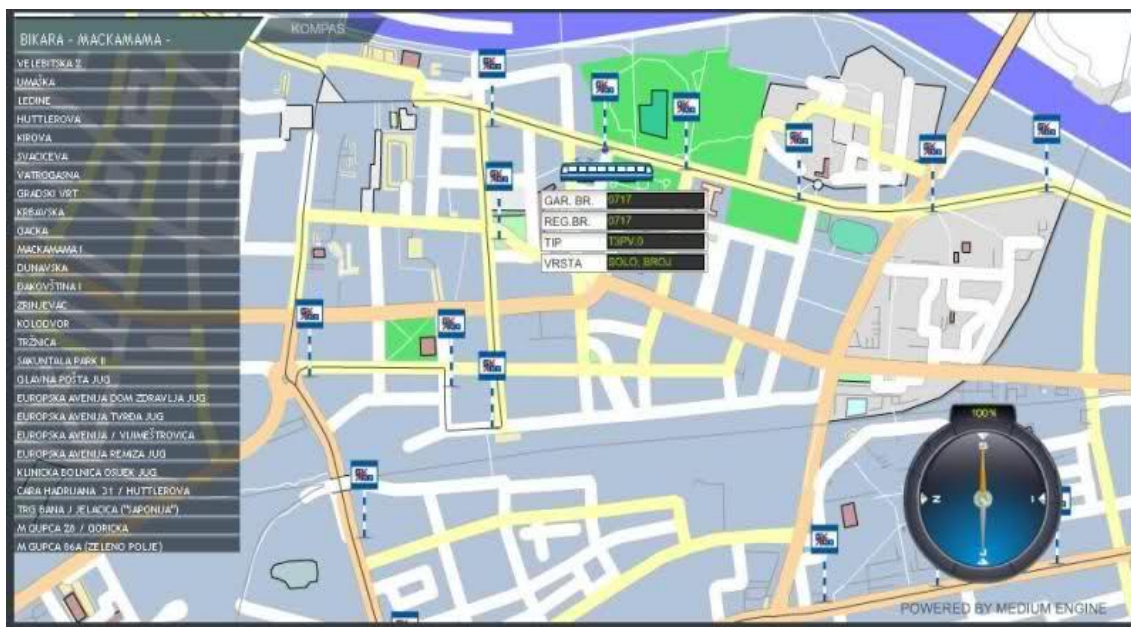 BIKARA - MACKAMAMA -
KOMPAS
VELEBITSKA 2
UMAŠKA
LEDINE
HUTTLEROVA
KIROVA
SVACICEVA
VATROGASNA
GRADSKI VRT
KRBAVSKA
GACKA
MACKAMAMA I
DUNAVSKA
ĐAKOVŠTINA I
ZRINJEVAC
KOLODVOR
TRŽNICA
SAKUNTALA PARK II
GLAVNA POŠTA JUG
EUROPSKA AVENIJA DOM ZDRAVLJA JUG
EUROPSKA AVENIJA TVRĐA JUG
EUROPSKA AVENIJA / V.I.MEŠTROVICA
EUROPSKA AVENIJA REMIZA JUG
KLINICKA BOLNICA OSIJEK JUG
CARA HADRIJANA 31 / HUTTLEROVA
TRG BANA J JELACICA ("SAPONIJA")
M GUPCA 28 / GORICKA
M GUPCA 86A (ZELENO POLJE)
GAR. BR. 0717
REG.BR. 0717
TIP.
VRSTA SOLO, BROJ
100%
S
Z I
J
POWERED BY MEDIUM ENGINE